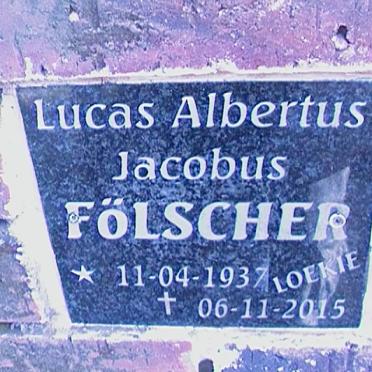 Lucas Albertus
Jacobus
FÖLSCHER
★ 11-04-1937 LOEKIE
✝ 06-11-2015